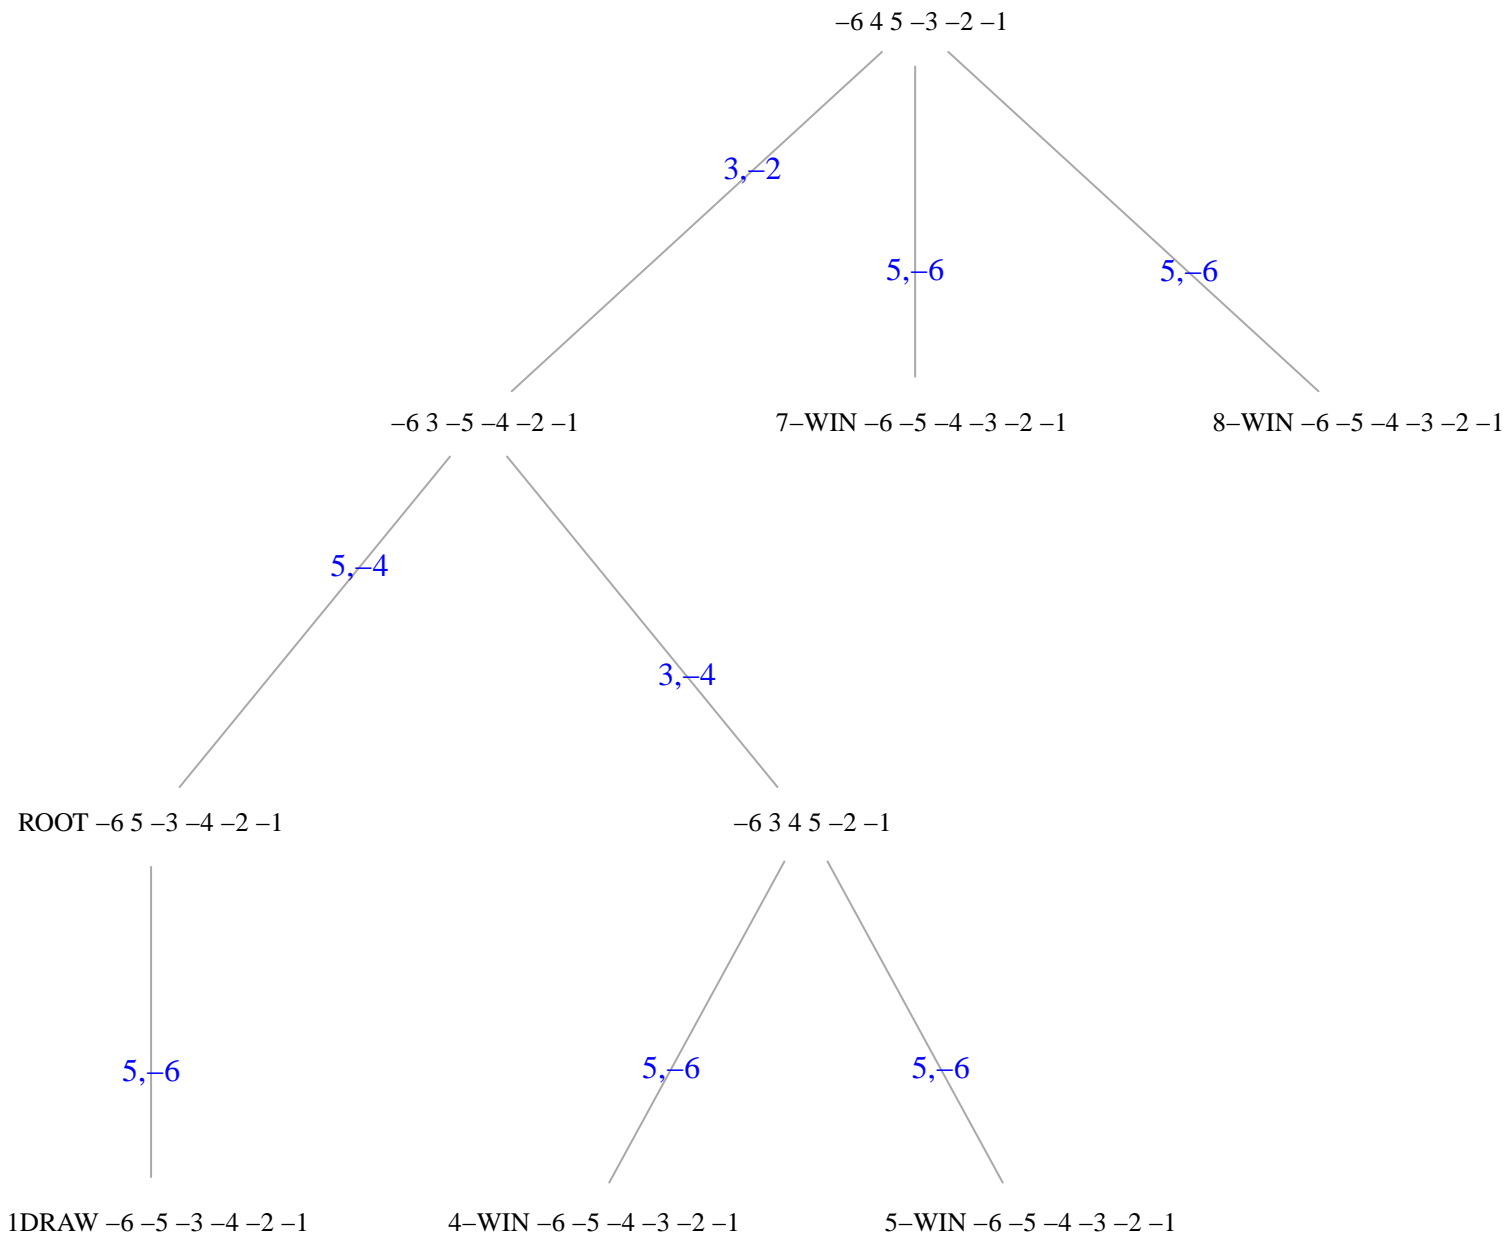 –6 4 5 –3 –2 –1
3,–2
5,–6
5,–6
–6 3 –5 –4 –2 –1
7–WIN –6 –5 –4 –3 –2 –1
8–WIN –6 –5 –4 –3 –2 –1
5,–4
3,–4
ROOT –6 5 –3 –4 –2 –1
–6 3 4 5 –2 –1
5,–6
5,–6
5,–6
1DRAW –6 –5 –3 –4 –2 –1
4–WIN –6 –5 –4 –3 –2 –1
5–WIN –6 –5 –4 –3 –2 –1